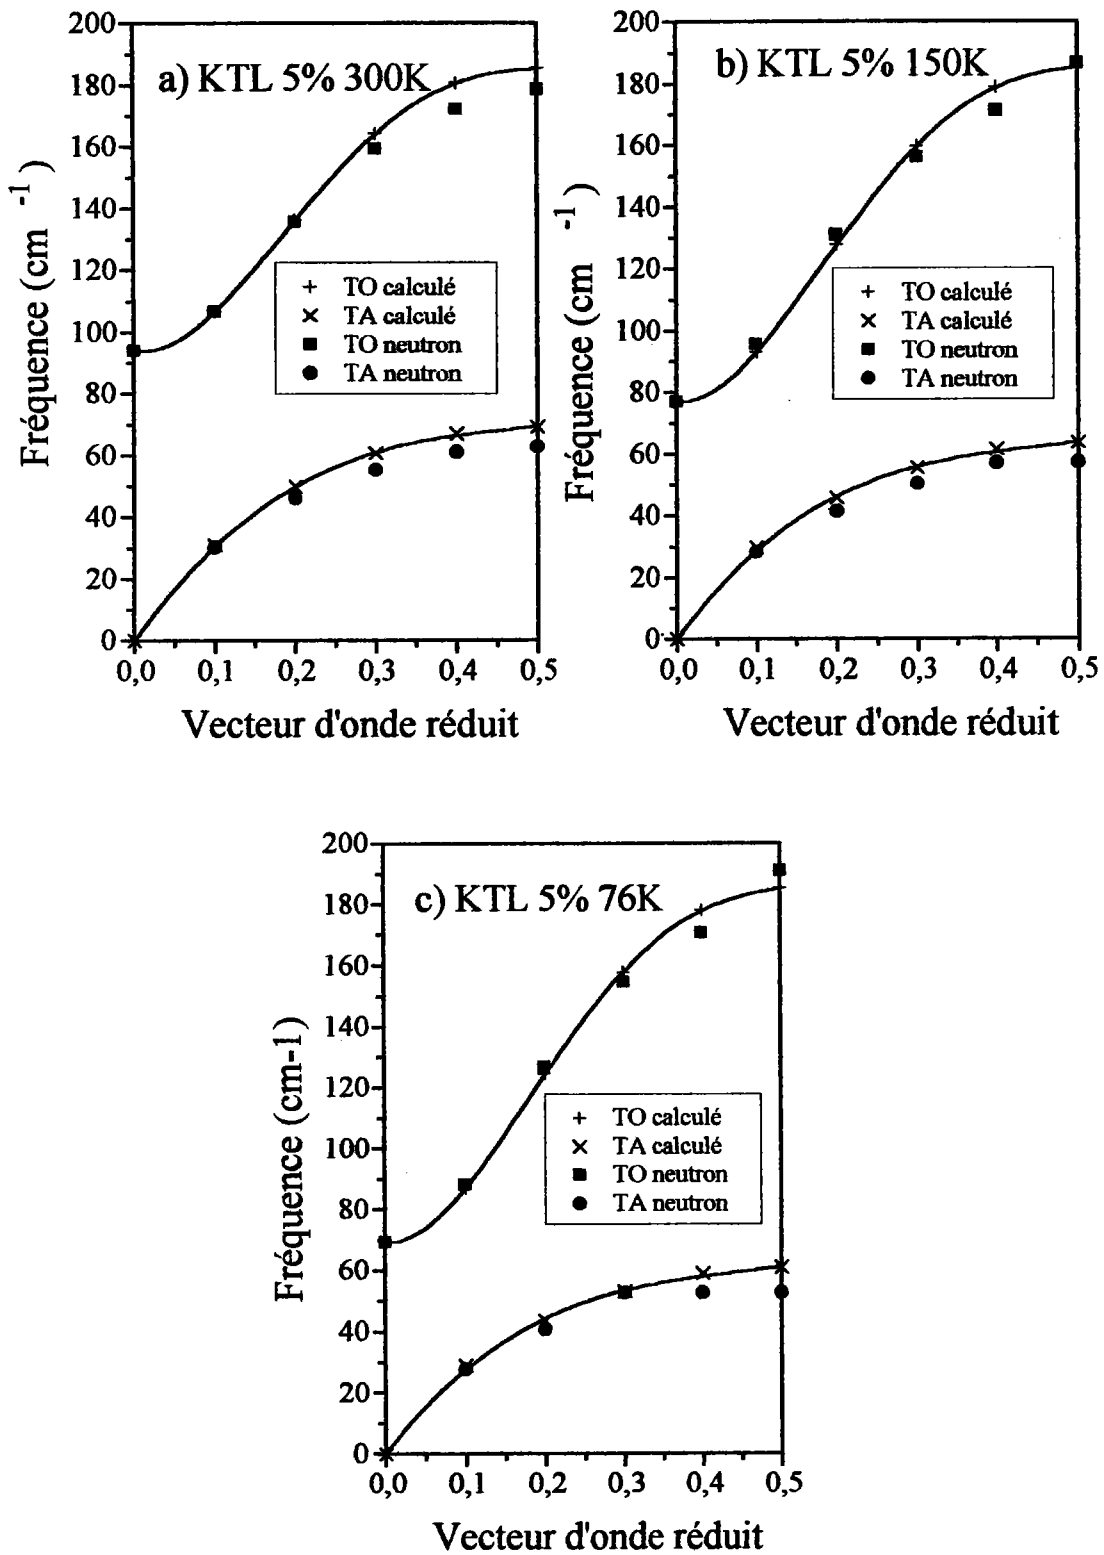 a) KTL 5% 300K
Fréquence (cm -1)
200
180
160
140
120
100
80
60
40
20
0
TO calculé
TA calculé
TO neutron
TA neutron
0,0 0,1 0,2 0,3 0,4 0,5
Vecteur d'onde réduit
b) KTL 5% 150K
Fréquence (cm -1)
200
180
160
140
120
100
80
60
40
20
0
TO calculé
TA calculé
TO neutron
TA neutron
0,0 0,1 0,2 0,3 0,4 0,5
Vecteur d'onde réduit
c) KTL 5% 76K
Fréquence (cm-1)
200
180
160
140
120
100
80
60
40
20
0
TO calculé
TA calculé
TO neutron
TA neutron
0,0 0,1 0,2 0,3 0,4 0,5
Vecteur d'onde réduit